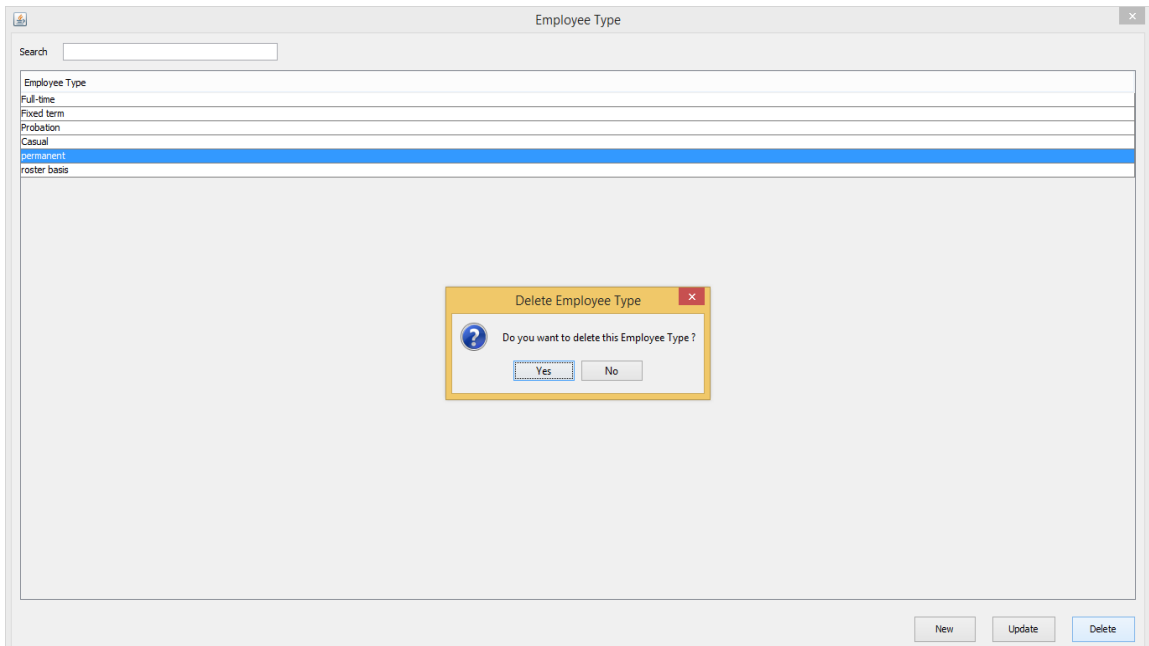 Employee Type
Search
Employee Type
Full-time
Fixed term
Probation
Casual
permanent
roster basis
Delete Employee Type
Do you want to delete this Employee Type ?
Yes No
New Update Delete